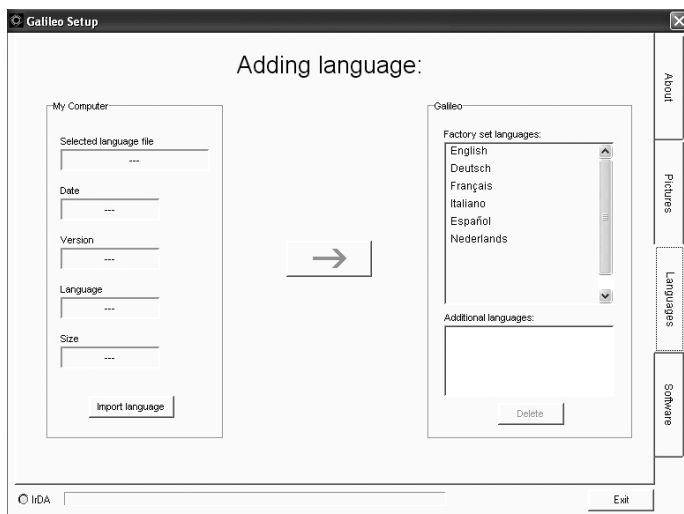 Galileo Setup
Adding language:
My Computer
Selected language file
---
Date
---
Version
---
Language
---
Size
---
Import language
Galileo
Factory set languages:
English
Deutsch
Français
Italiano
Español
Nederlands
Additional languages:
Delete
About
Pictures
Languages
Software
IrDA
Exit